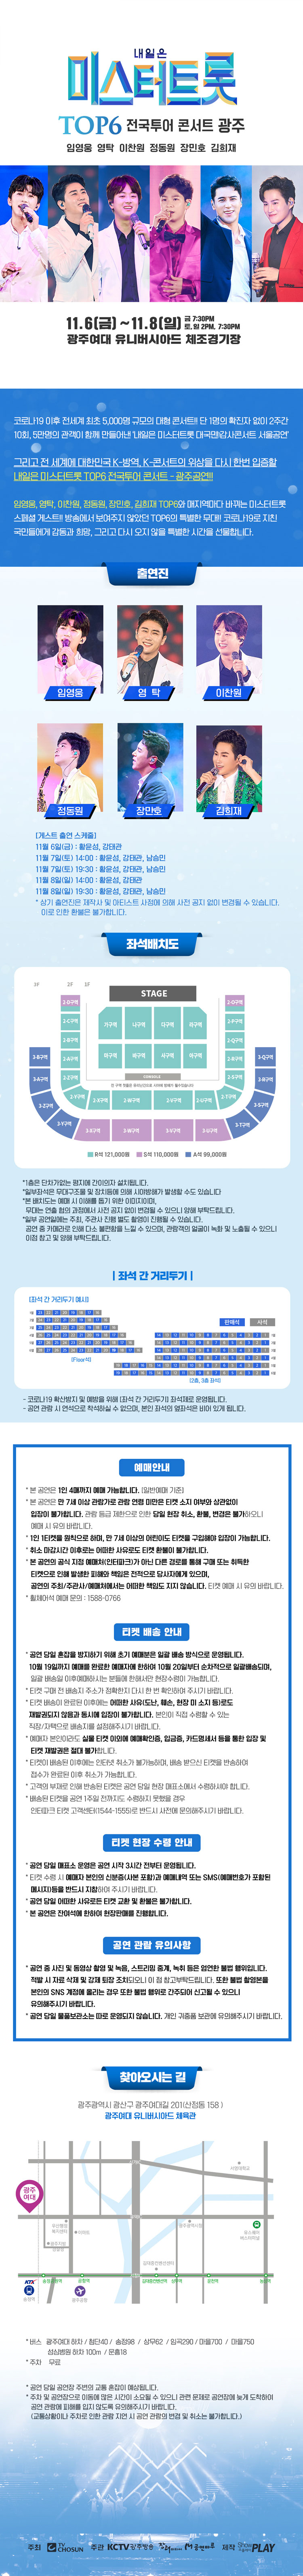 내일은
미스터트롯
TOP6 전국투어 콘서트 광주
임영웅 영탁 이찬원 정동원 장민호 김희재
11.6(금) ~ 11.8(일) 금 7:30PM
토, 일 2PM, 7:30PM
광주여대 유니버시아드 체조경기장
코로나19 이후 전세계 최초 5,000명 규모의 대형 콘서트!! 단 1명의 확진자 없이 2주간
10회, 5만명의 관객이 함께 만들어낸 '내일은 미스터트롯 대국민감사콘서트 서울공연'
그리고 전 세계에 대한민국 K-방역, K-콘서트의 위상을 다시 한번 입증할
내일은 미스터트롯 TOP6 전국투어 콘서트 - 광주공연!!
임영웅, 영탁, 이찬원, 정동원, 장민호, 김희재 TOP6와 매지역마다 바뀌는 미스터트롯
스페셜 게스트!! 방송에서 보여주지 않았던 TOP6의 특별한 무대!! 코로나19로 지친
국민들에게 감동과 희망, 그리고 다시 오지 않을 특별한 시간을 선물합니다.
출연진
임영웅
영 탁
이찬원
정동원
장민호
김희재
[게스트 출연 스케줄]
11월 6일(금) : 황윤성, 강태관
11월 7일(토) 14:00 : 황윤성, 강태관, 남승민
11월 7일(토) 19:30 : 황윤성, 강태관, 남승민
11월 8일(일) 14:00 : 황윤성, 강태관
11월 8일(일) 19:30 : 황윤성, 강태관, 남승민
* 상기 출연진은 제작사 및 아티스트 사정에 의해 사전 공지 없이 변경될 수 있습니다.
이로 인한 환불은 불가합니다.
좌석배치도
STAGE
가구역 나구역 다구역 라구역
CONSOLE
R석 121,000원 S석 110,000원 A석 99,000원
*1층은 단차가없는 평지에 간이의자 설치됩니다.
*일부좌석은 무대구조물 및 장치등에 의해 시야방해가 발생할 수도 있습니다
*본 배치도는 예매 시 이해를 돕기 위한 이미지이며,
무대는 연출 협의 과정에서 사전 공지 없이 변경될 수 있으니 양해 부탁드립니다.
*일부 공연일에는 주최, 주관사 진행 별도 촬영이 진행될 수 있습니다.
공연 중 카메라로 인해 다소 불편함을 느낄 수 있으며, 관람객의 얼굴이 녹화 및 노출될 수 있으니
이점 참고 및 양해 부탁드립니다.
| 좌석 간 거리두기 |
[좌석 간 거리두기 예시]
판매석 사석
[Floor석]
[2층, 3층 좌석]
- 코로나19 확산방지 및 예방을 위해 [좌석 간 거리두기] 좌석제로 운영됩니다.
- 공연 관람 시 연석으로 착석하실 수 없으며, 본인 좌석의 옆좌석은 비어 있게 됩니다.
예매안내
* 본 공연은 1인 4매까지 예매 가능합니다. [일반예매 기준]
* 본 공연은 만 7세 이상 관람가로 관람 연령 미만은 티켓 소지 여부와 상관없이
입장이 불가합니다. 관람 등급 제한으로 인한 당일 현장 취소, 환불, 변경은 불가하오니
예매 시 유의 바랍니다.
* 1인 1티켓을 원칙으로 하며, 만 7세 이상의 어린이도 티켓을 구입해야 입장이 가능합니다.
* 취소 마감시간 이후로는 어떠한 사유로도 티켓 환불이 불가합니다.
* 본 공연의 공식 지정 예매처(인터파크)가 아닌 다른 경로를 통해 구매 또는 취득한
티켓으로 인해 발생한 피해와 책임은 전적으로 당사자에게 있으며,
공연의 주최/주관사/예매처에서는 어떠한 책임도 지지 않습니다. 티켓 예매 시 유의 바랍니다.
* 휠체어석 예매 문의 : 1588-0766
티켓 배송 안내
* 공연 당일 혼잡을 방지하기 위해 초기 예매분은 일괄 배송 방식으로 운영됩니다.
10월 19일까지 예매를 완료한 예매자에 한하여 10월 20일부터 순차적으로 일괄배송되며,
일괄 배송일 이후예매하시는 분들에 한해서만 현장수령이 가능합니다.
* 티켓 구매 전 배송지 주소가 정확한지 다시 한 번 확인하여 주시기 바랍니다.
* 티켓 배송이 완료된 이후에는 어떠한 사유(도난, 훼손, 현장 미 소지 등)로도
재발권되지 않음과 동시에 입장이 불가합니다. 본인이 직접 수령할 수 있는
직장/자택으로 배송지를 설정해주시기 바랍니다.
* 예매자 본인이라도 실물 티켓 이외에 예매확인증, 입금증, 카드명세서 등을 통한 입장 및
티켓 재발권은 절대 불가합니다.
* 티켓이 배송된 이후에는 인터넷 취소가 불가능하며, 배송 받으신 티켓을 반송하여
접수가 완료된 이후 취소가 가능합니다.
* 고객의 부재로 인해 반송된 티켓은 공연 당일 현장 매표소에서 수령하셔야 합니다.
* 배송된 티켓을 공연 1주일 전까지도 수령하지 못했을 경우
인터파크 티켓 고객센터(1544-1555)로 반드시 사전에 문의해주시기 바랍니다.
티켓 현장 수령 안내
* 공연 당일 매표소 운영은 공연 시작 3시간 전부터 운영됩니다.
* 티켓 수령 시 예매자 본인의 신분증(사본 포함)과 예매내역 또는 SMS(예매번호가 포함된
메시지)등을 반드시 지참하여 주시기 바랍니다.
* 공연 당일 어떠한 사유로든 티켓 교환 및 환불은 불가합니다.
* 본 공연은 잔여석에 한하여 현장판매를 진행합니다.
공연 관람 유의사항
* 공연 중 사진 및 동영상 촬영 및 녹음, 스트리밍 중계, 녹취 등은 엄연한 불법 행위입니다.
적발 시 자료 삭제 및 강제 퇴장 조치되오니 이 점 참고부탁드립니다. 또한 불법 촬영본을
본인의 SNS 계정에 올리는 경우 또한 불법 행위로 간주되어 신고될 수 있으니
유의해주시기 바랍니다.
* 공연 당일 물품보관소는 따로 운영되지 않습니다. 개인 귀중품 보관에 유의해주시기 바랍니다.
찾아오시는 길
광주광역시 광산구 광주여대길 201(산정동 158 )
광주여대 유니버시아드 체육관
광주
여대
KTX
송정역
광주공항
* 버스 광주여대 하차 / 첨단40 / 송정98 / 상무62 / 임곡290 / 마을700 / 마을750
성심병원 하차 100m / 문흥18
* 주차 무료
* 공연 당일 공연장 주변의 교통 혼잡이 예상됩니다.
* 주차 및 공연장으로 이동에 많은 시간이 소요될 수 있으니 관련 문제로 공연장에 늦게 도착하여
공연 관람에 피해를 입지 않도록 유의해주시기 바랍니다.
(교통상황이나 주차로 인한 관람 지연 시 공연 관람의 변경 및 취소는 불가합니다.)
주최 TV CHOSUN 주관 KCTV광주방송 공연마루 제작 Show PLAY